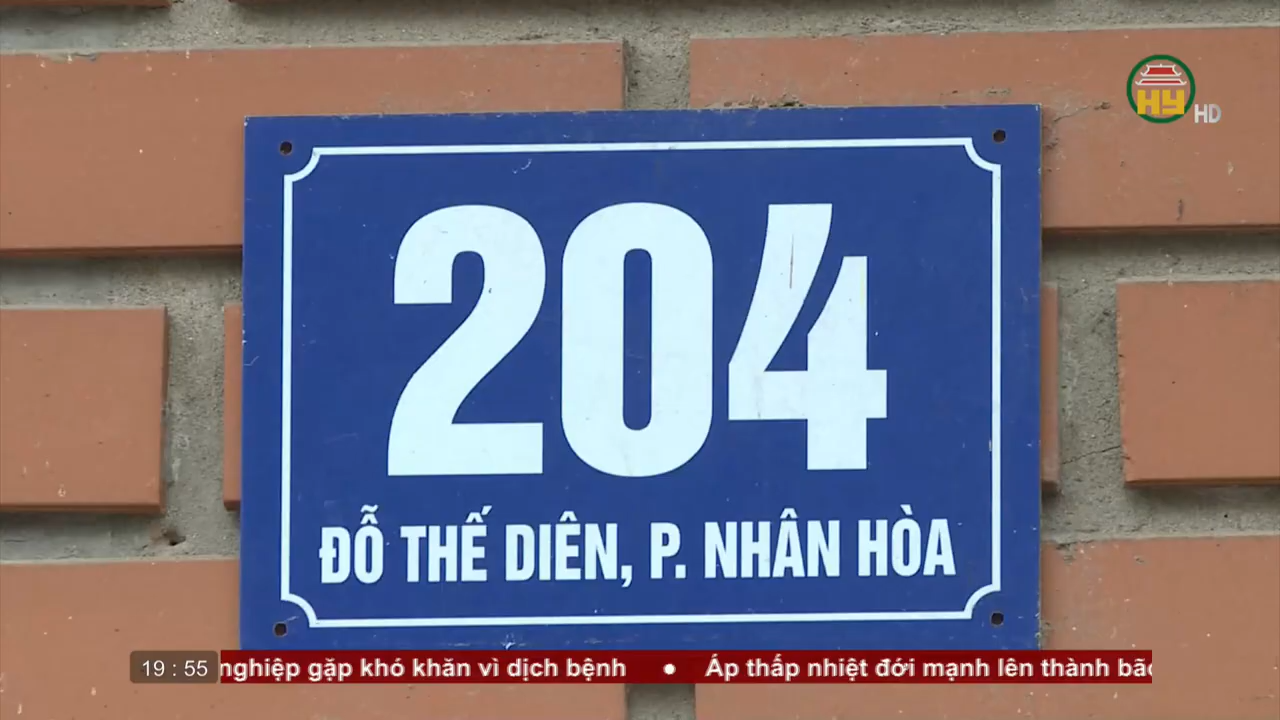 HY HD
204
ĐỖ THẾ DIÊN, P. NHÂN HÒA
19 : 55 nghiệp gặp khó khăn vì dịch bệnh • Áp thấp nhiệt đới mạnh lên thành bão